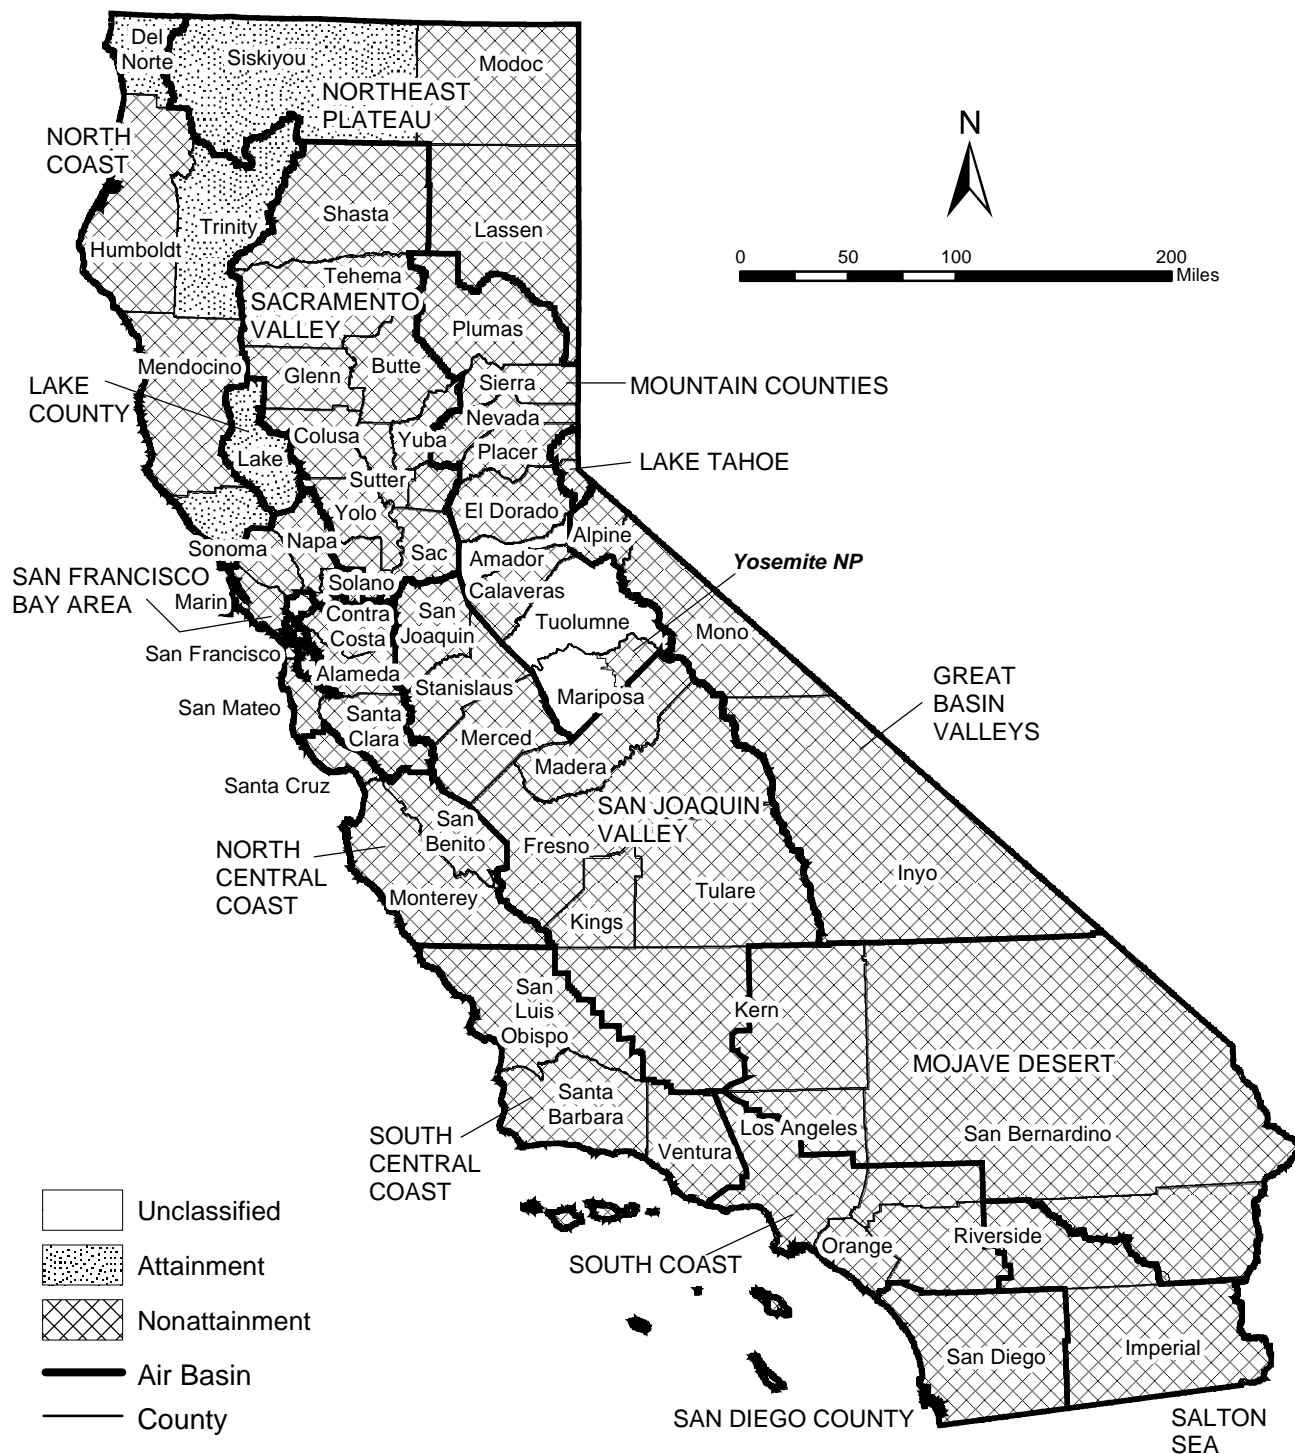 Del
Norte
Siskiyou
Modoc
NORTHEAST
PLATEAU
NORTH
COAST
N
Trinity
Shasta
Lassen
Humboldt
0
50
100
200
Miles
Tehema
SACRAMENTO
VALLEY
Plumas
Mendocino
Glenn
Butte
Sierra
MOUNTAIN COUNTIES
LAKE
COUNTY
Nevada
Colusa
Yuba
Placer
Lake
LAKE TAHOE
Sutter
Yolo
El Dorado
Napa
Alpine
Sonoma
Sac
Amador
Yosemite NP
SAN FRANCISCO
BAY AREA
Solano
Calaveras
Marin
Contra
Costa
San
Joaquin
Tuolumne
Mono
San Francisco
Alameda
Stanislaus
Mariposa
GREAT
BASIN
VALLEYS
San Mateo
Santa
Clara
Merced
Madera
Santa Cruz
SAN JOAQUIN
VALLEY
San
Benito
Fresno
NORTH
CENTRAL
COAST
Monterey
Kings
Tulare
Inyo
San
Luis
Obispo
Kern
MOJAVE DESERT
Santa
Barbara
Los Angeles
San Bernardino
SOUTH
CENTRAL
COAST
Ventura
Unclassified
Attainment
Nonattainment
Air Basin
County
Orange
Riverside
SOUTH COAST
San Diego
Imperial
SAN DIEGO COUNTY
SALTON
SEA